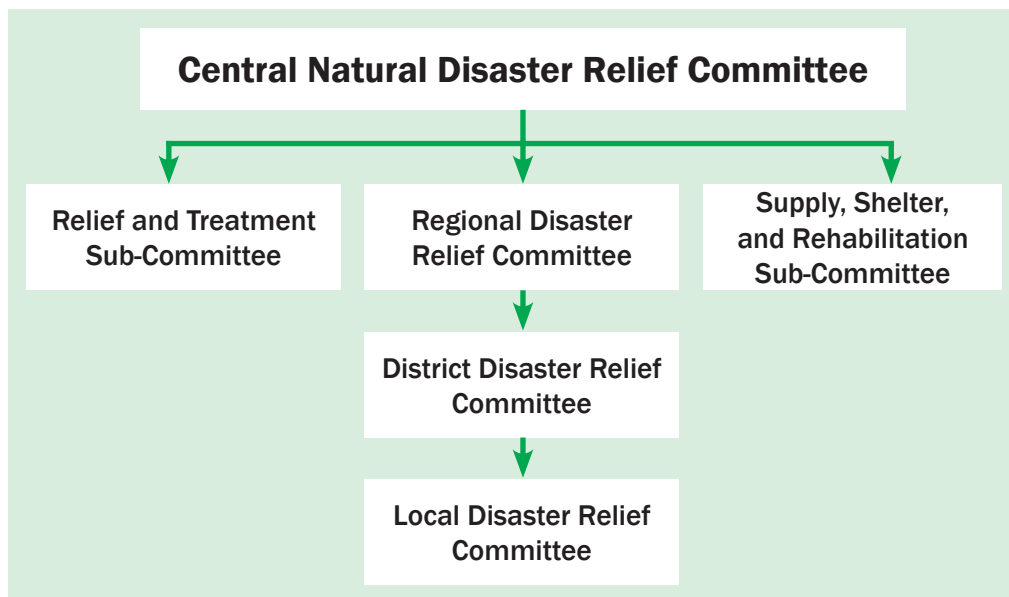 Central Natural Disaster Relief Committee
Relief and Treatment
Sub-Committee
Regional Disaster
Relief Committee
Supply, Shelter,
and Rehabilitation
Sub-Committee
District Disaster Relief
Committee
Local Disaster Relief
Committee